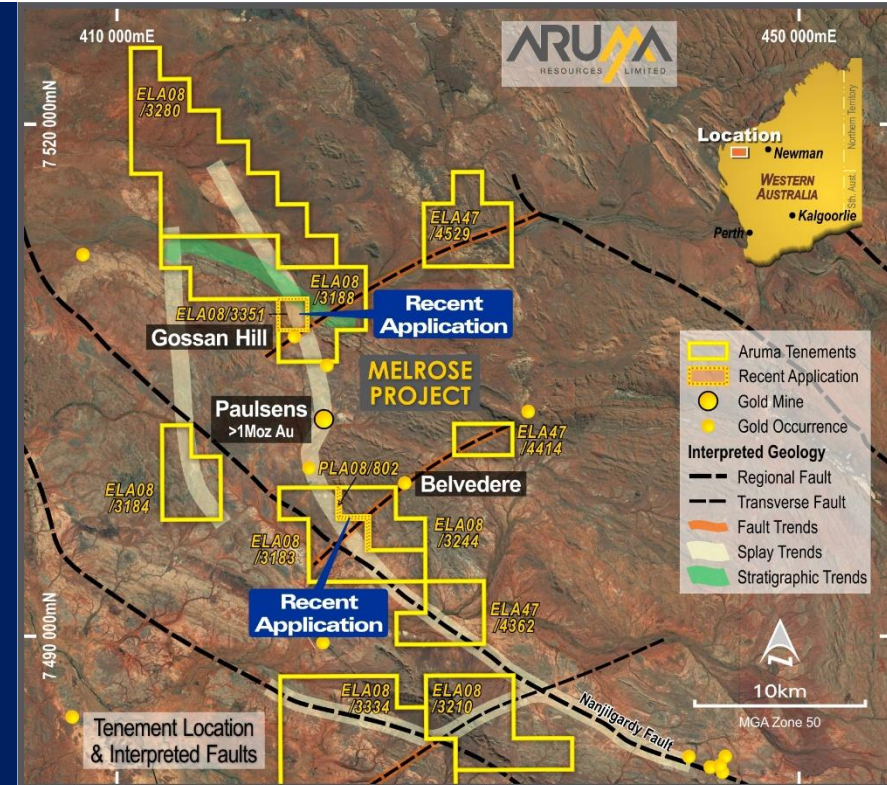 410 000mE
450 000mE
ARUMA
RESOURCES LIMITED
7 520 000mN
ELA08
/3280
Location
Newman
WESTERN
AUSTRALIA
Kalgoorlie
Perth
Northern Territory
Sth. Aust.
ELA47
/4529
ELA08
/3188
ELA08/3351
Recent
Application
Gossan Hill
MELROSE
PROJECT
Paulsens
>1Moz Au
ELA47
/4414
PLA08/802
Belvedere
ELA08
/3184
ELA08
/3183
ELA08
/3244
Recent
Application
ELA47
/4362
7 490 000mN
ELA08
/3334
ELA08
/3210
Nanjilgardy Fault
Tenement Location
& Interpreted Faults
Aruma Tenements
Recent Application
Gold Mine
Gold Occurrence
Interpreted Geology
Regional Fault
Transverse Fault
Fault Trends
Splay Trends
Stratigraphic Trends
N
10km
MGA Zone 50